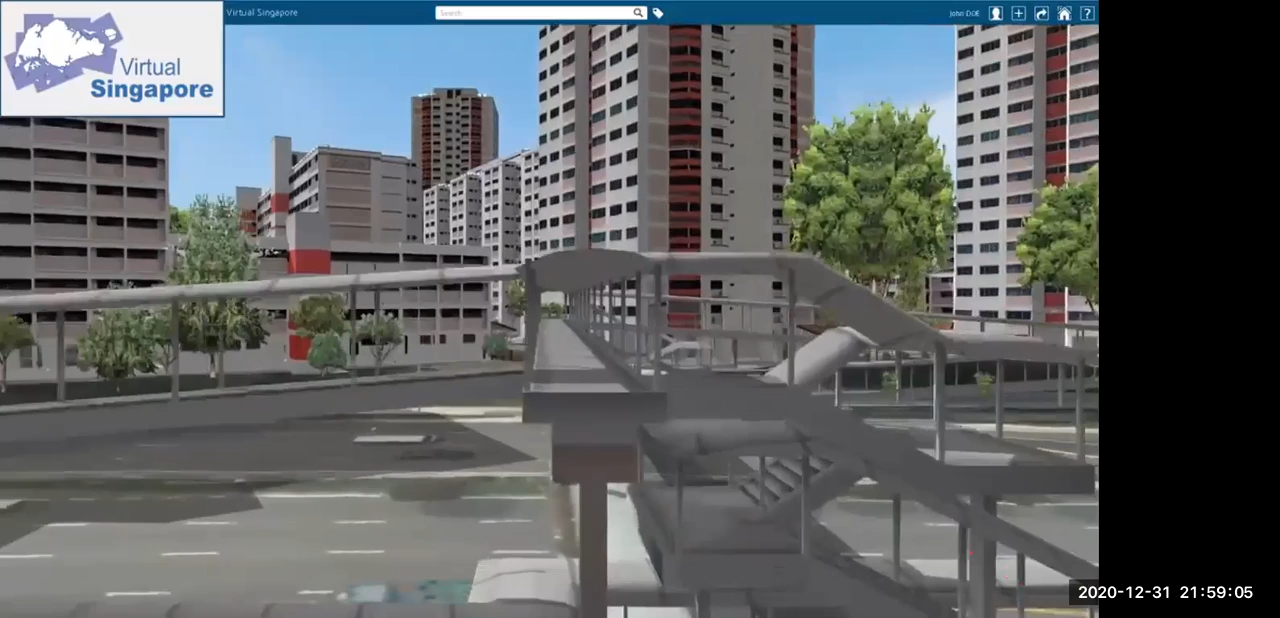 Virtual Singapore
Search
John DOE
?
Virtual
Singapore
2020-12-31 21:59:05